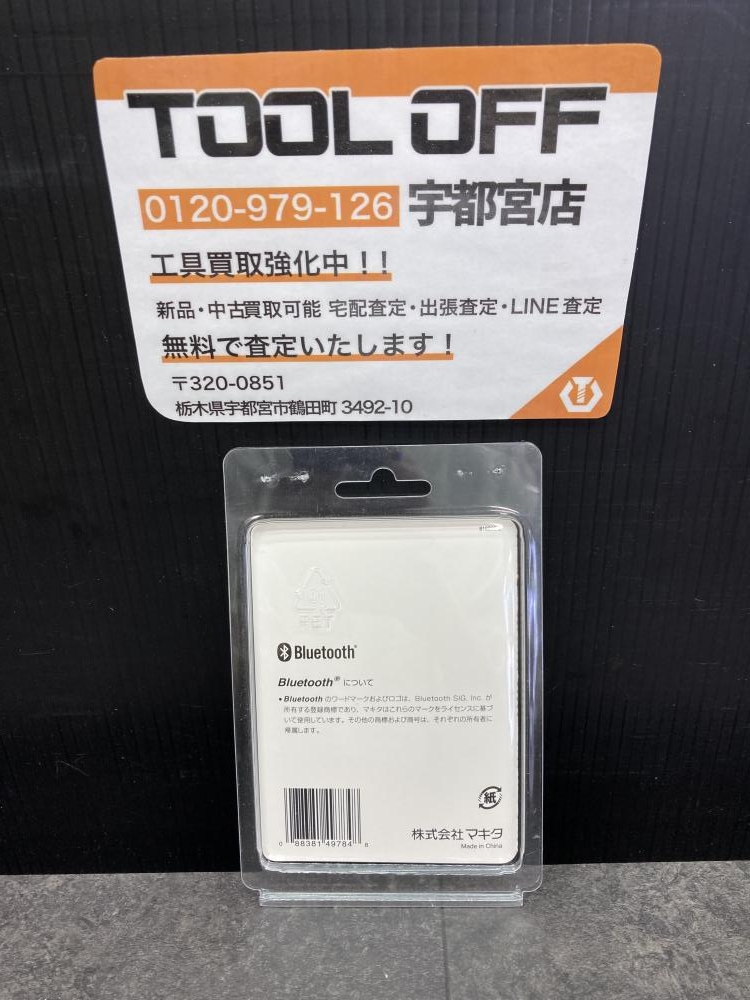 TOOL OFF
0120-979-126 宇都宮店
工具買取強化中!!
新品・中古買取可能 宅配査定・出張査定・LINE査定
無料で査定いたします!
〒320-0851
栃木県宇都宮市鶴田町 3492-10
PET
Bluetooth®
Bluetooth® について
• Bluetooth のワードマークおよびロゴは、Bluetooth SIG, Inc. が
所有する登録商標であり、マキタはこれらのマークをライセンスに基づ
いて使用しています。その他の商標および商号は、それぞれの所有者に
帰属します。
紙
株式会社マキタ
Made in China
0 88381 49784 8